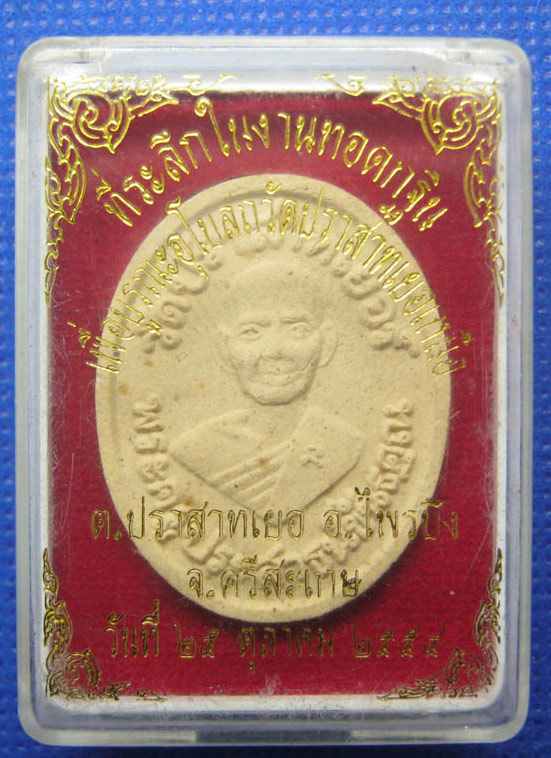 ที่ระลึกในงานทอดกฐิน
เพื่อบูรณะอุโบสถวัดปราสาทเยอเหนือ
ต.ปราสาทเยอ อ.ไพรบึง
จ.ศรีสะเกษ
วันที่ ๒๕ ตุลาคม ๒๕๕๔